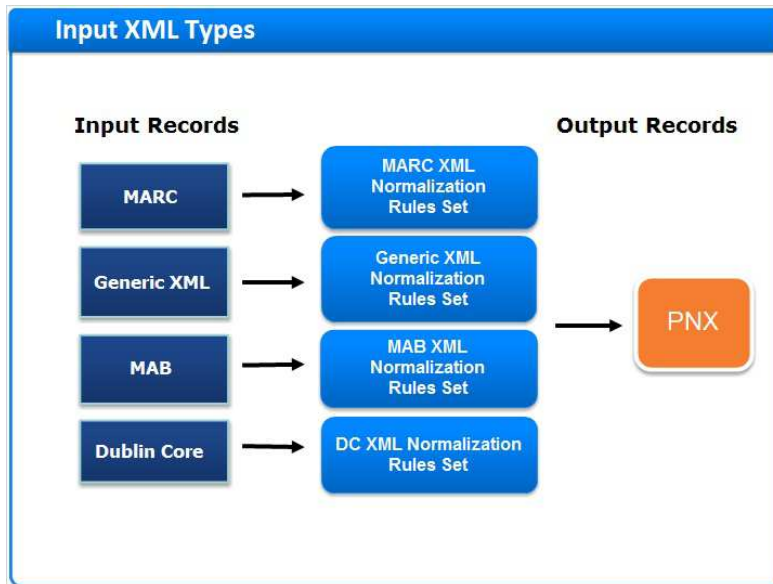 Input XML Types
Input Records
Output Records
MARC
MARC XML
Normalization
Rules Set
Generic XML
Generic XML
Normalization
Rules Set
PNX
MAB
MAB XML
Normalization
Rules Set
Dublin Core
DC XML Normalization
Rules Set